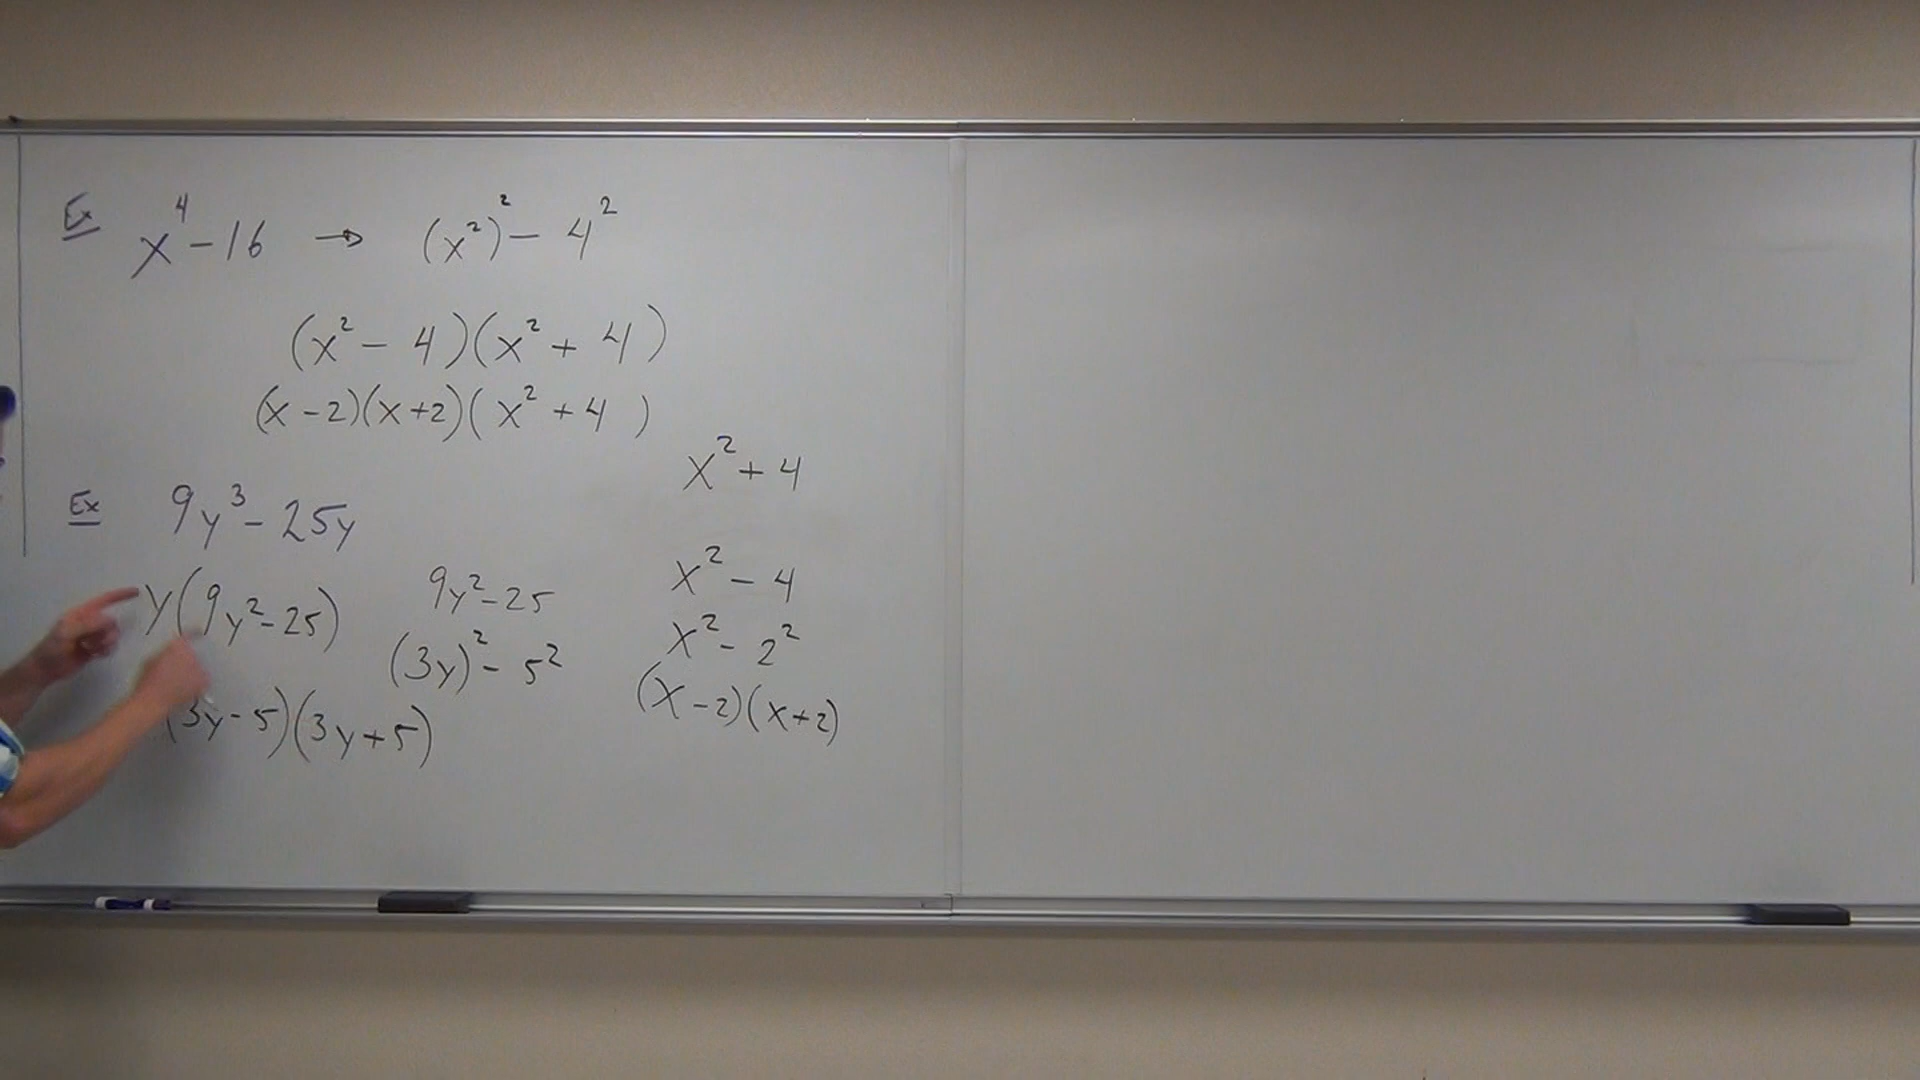 Ex x⁴ - 16 → (x²)² - 4²
(x² - 4)(x² + 4)
(x - 2)(x + 2)(x² + 4)
x² + 4
Ex 9y³ - 25y
y(9y² - 25)
(3y - 5)(3y + 5)
9y² - 25
(3y)² - 5²
x² - 4
x² - 2²
(x - 2)(x + 2)